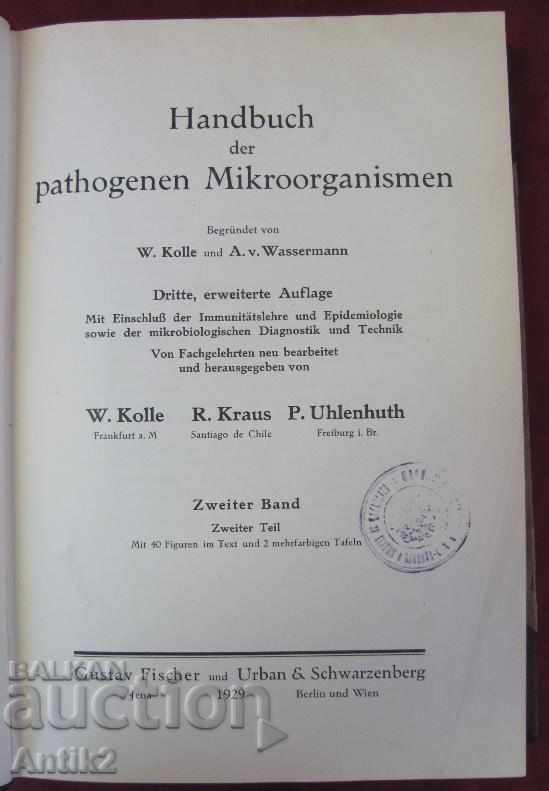 Handbuch
der
pathogenen Mikroorganismen
Begründet von
W. Kolle und A. v. Wassermann
Dritte, erweiterte Auflage
Mit Einschluß der Immunitätslehre und Epidemiologie
sowie der mikrobiologischen Diagnostik und Technik
Von Fachgelehrten neu bearbeitet
und herausgegeben von
W. Kolle R. Kraus P. Uhlenhuth
Frankfurt a. M Santiago de Chile Freiburg i. Br.
Zweiter Band
Zweiter Teil
Mit 40 Figuren im Text und 2 mehrfarbigen Tafeln
Gustav Fischer und Urban & Schwarzenberg
Jena 1929 Berlin und Wien
BALKAN
auction
Antik2